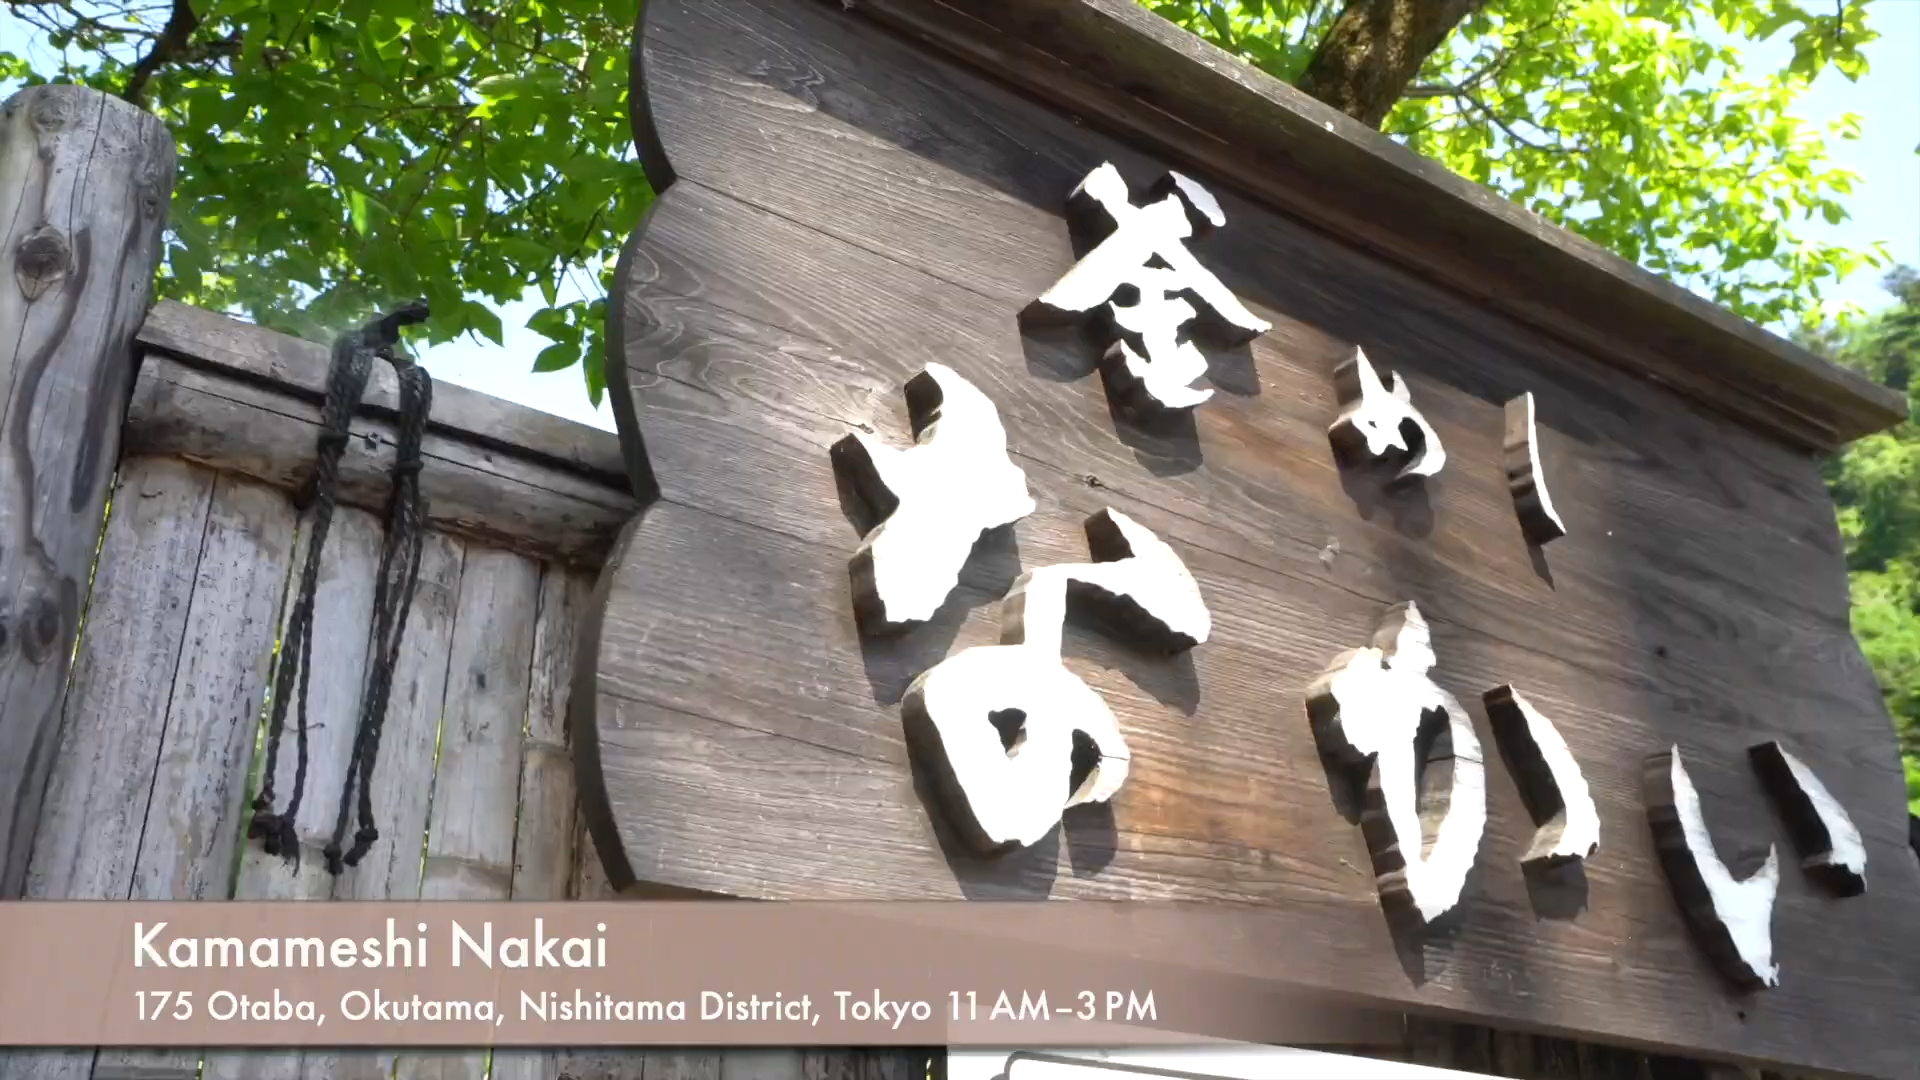 釜めし
なかい
Kamameshi Nakai
175 Otaba, Okutama, Nishitama District, Tokyo 11 AM–3 PM